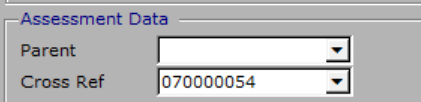 Assessment Data
Parent
Cross Ref 070000054